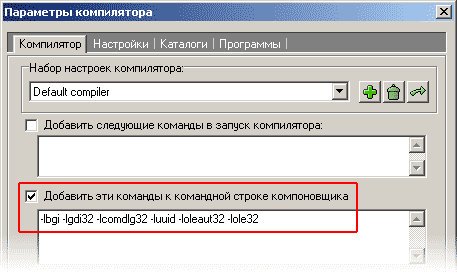 Параметры компилятора
Компилятор | Настройки | Каталоги | Программы |
Набор настроек компилятора:
Default compiler
Добавить следующие команды в запуск компилятора:
Добавить эти команды к командной строке компоновщика
-lbgi -lgdi32 -lcomdlg32 -luuid -loleaut32 -lole32